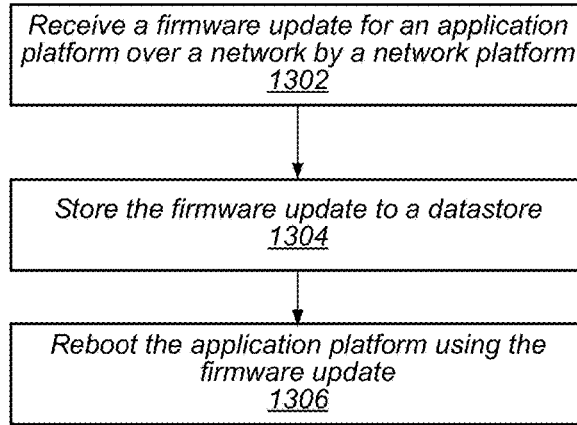 Receive a firmware update for an application
platform over a network by a network platform
1302
Store the firmware update to a datastore
1304
Reboot the application platform using the
firmware update
1306